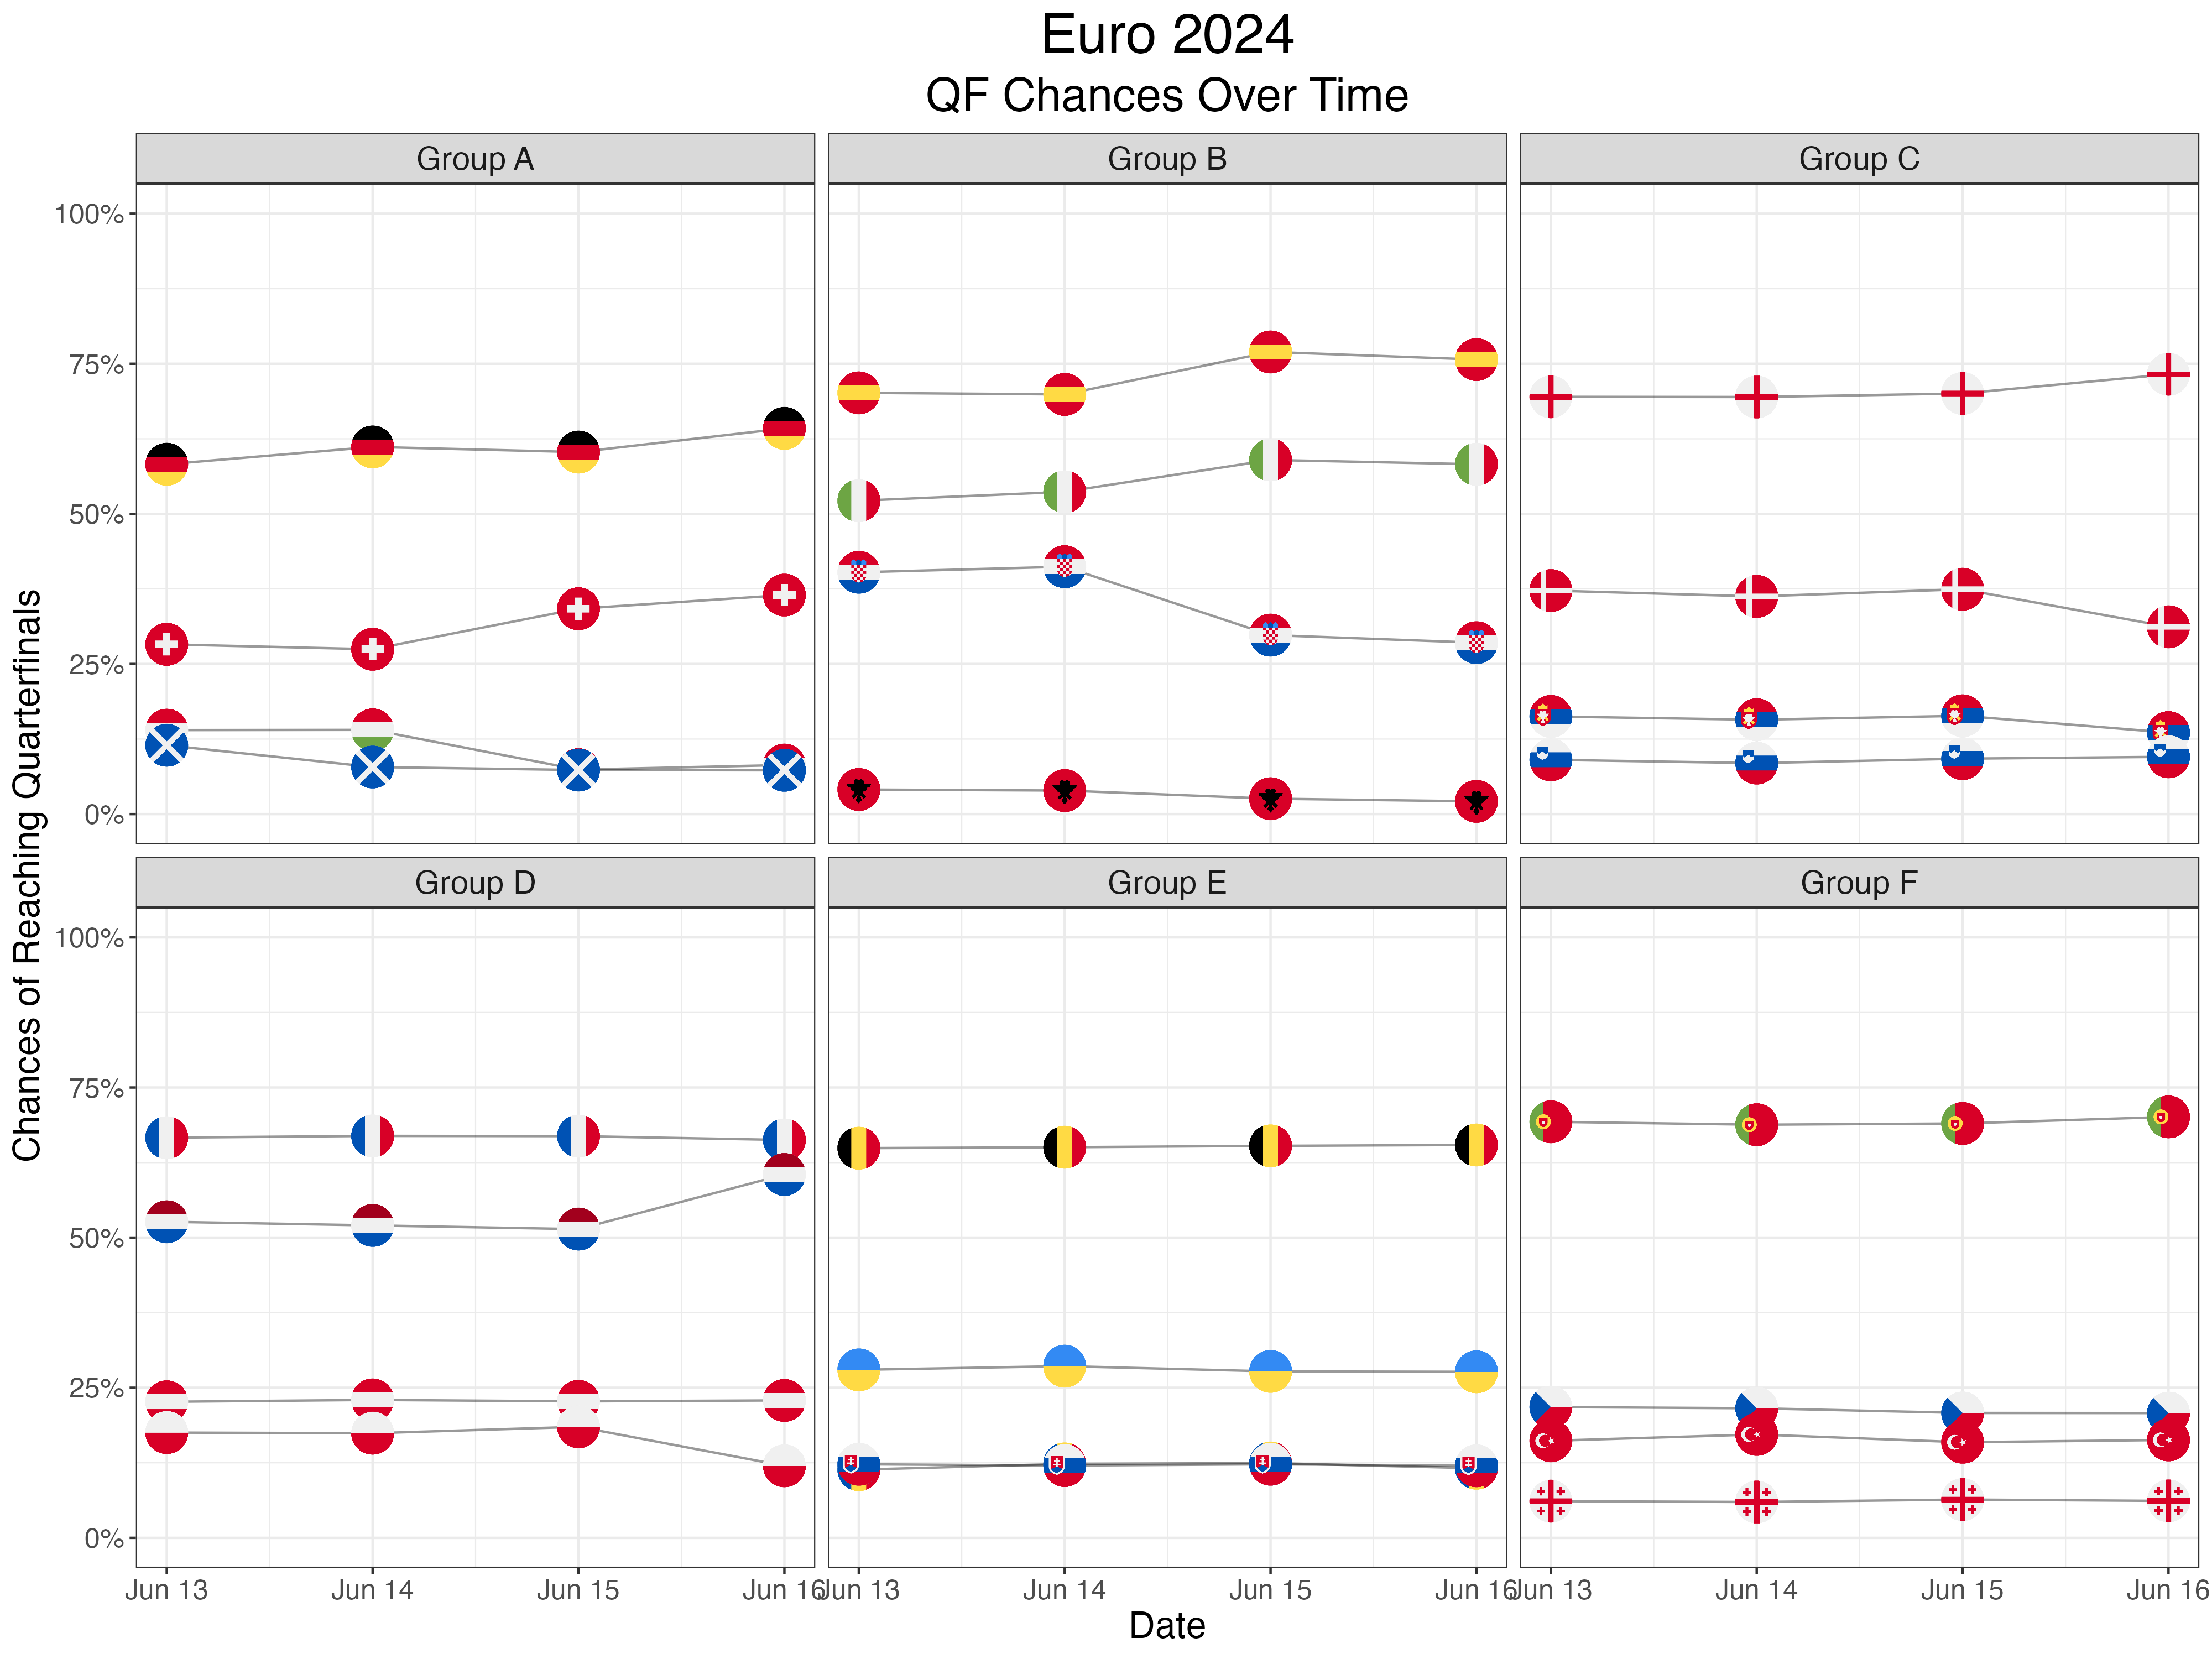 Euro 2024
QF Chances Over Time
Group A
Group B
Group C
100%
75%
50%
25%
0%
Group D
Group E
Group F
100%
75%
50%
25%
0%
Jun 13
Jun 14
Jun 15
Jun 16
Jun 13
Jun 14
Jun 15
Jun 16
Jun 13
Jun 14
Jun 15
Jun 16
Date
Chances of Reaching Quarterfinals